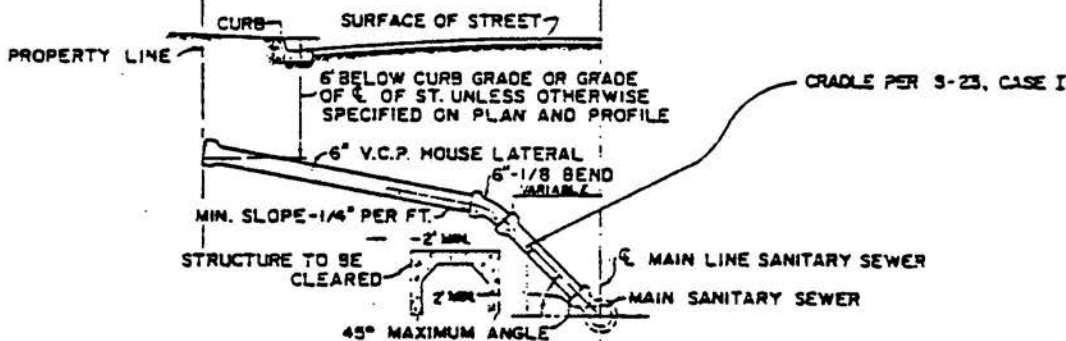 CURB
SURFACE OF STREET
PROPERTY LINE
6' BELOW CURB GRADE OR GRADE
OF ℄ OF ST. UNLESS OTHERWISE
SPECIFIED ON PLAN AND PROFILE
CRADLE PER S-23, CASE I
6" V.C.P. HOUSE LATERAL
6"-1/8 BEND
VARIABLE
MIN. SLOPE-1/4" PER FT.
2' MIN.
STRUCTURE TO BE
CLEARED
℄ MAIN LINE SANITARY SEWER
2' MIN.
MAIN SANITARY SEWER
45° MAXIMUM ANGLE